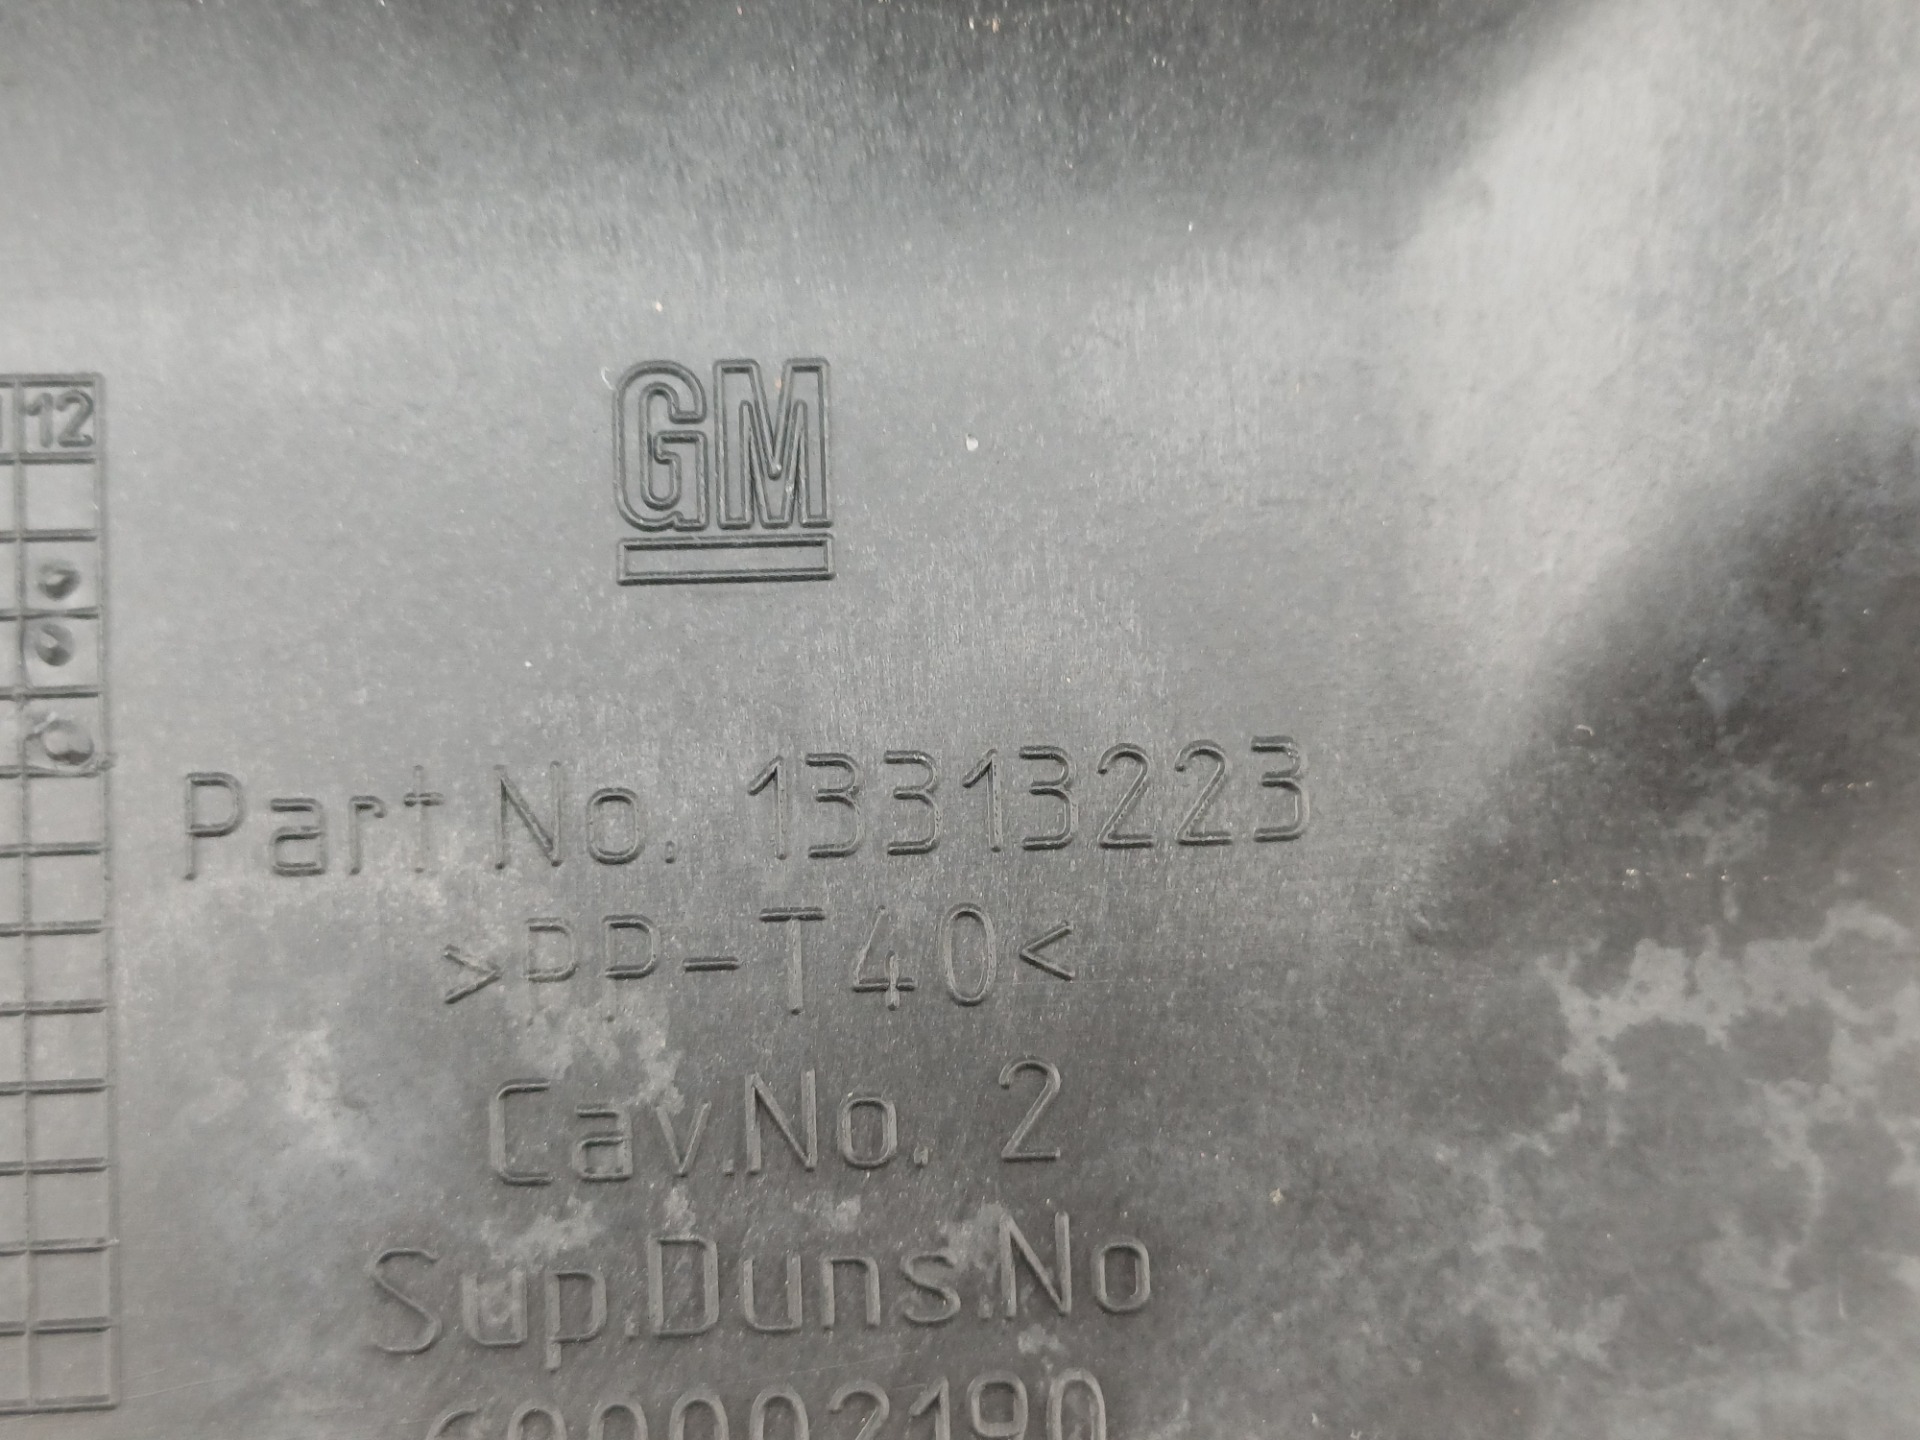 12
GM
Part No. 13313223
>PP-T40<
Cav.No. 2
Sup.Duns.No